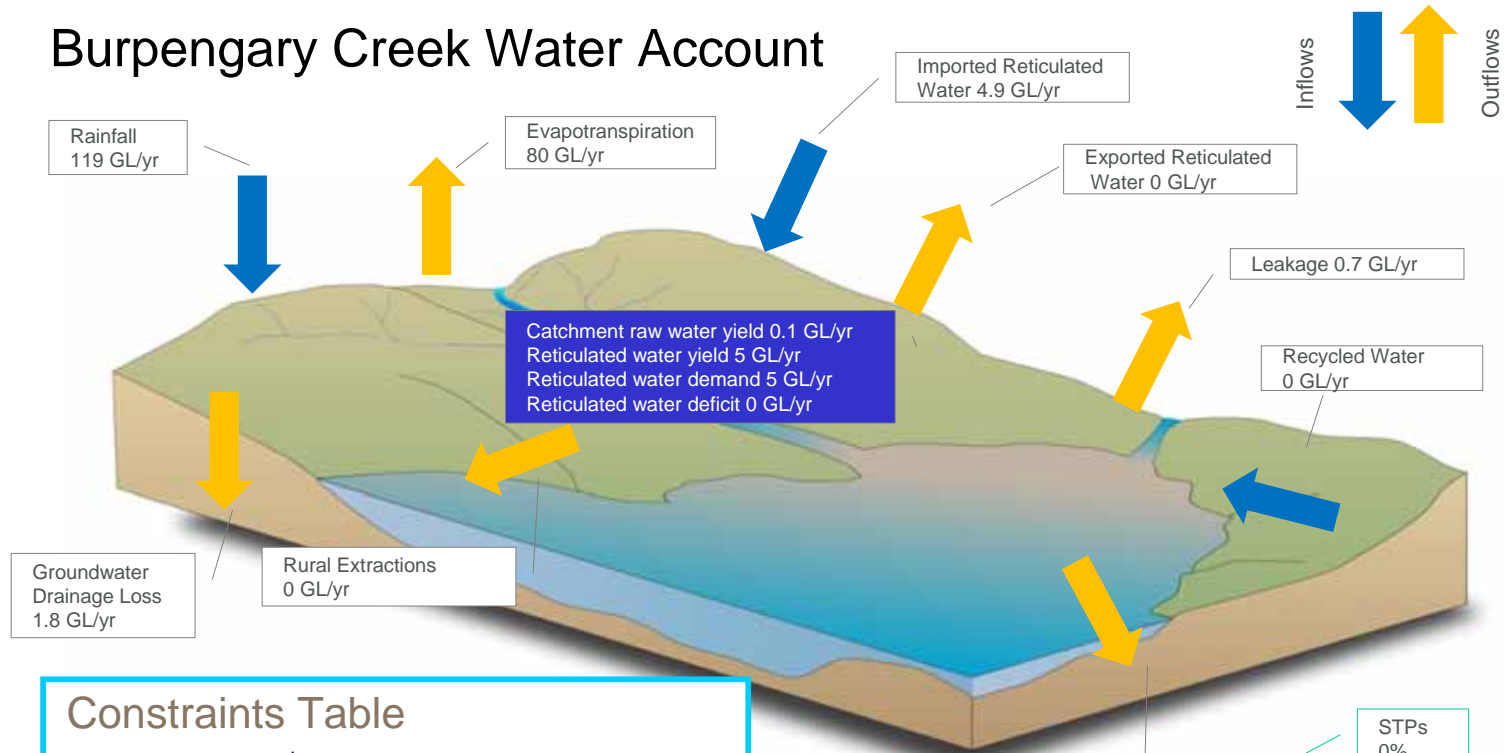 Burpengary Creek Water Account
Inflows
Outflows
Imported Reticulated
Water 4.9 GL/yr
Rainfall
119 GL/yr
Evapotranspiration
80 GL/yr
Exported Reticulated
Water 0 GL/yr
Leakage 0.7 GL/yr
Catchment raw water yield 0.1 GL/yr
Reticulated water yield 5 GL/yr
Reticulated water demand 5 GL/yr
Reticulated water deficit 0 GL/yr
Recycled Water
0 GL/yr
Groundwater
Drainage Loss
1.8 GL/yr
Rural Extractions
0 GL/yr
Constraints Table
STPs
0%